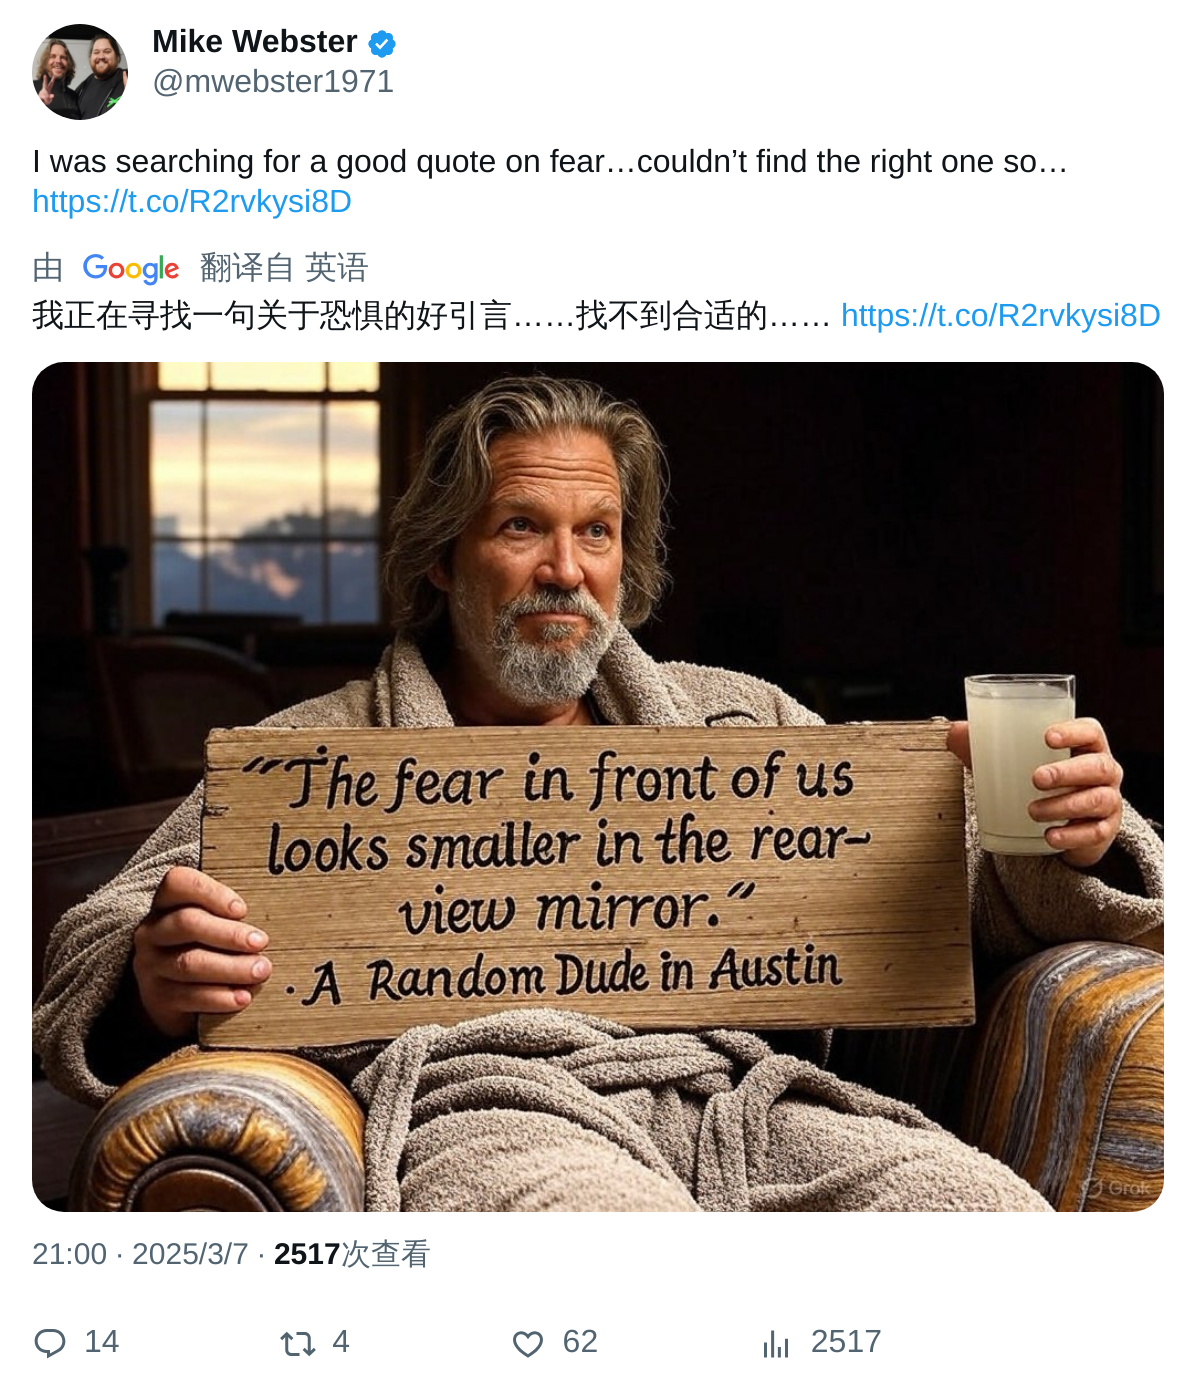 Mike Webster
@mwebster1971
I was searching for a good quote on fear…couldn’t find the right one so…
https://t.co/R2rvkysi8D
由 Google 翻译自 英语
我正在寻找一句关于恐惧的好引言……找不到合适的…… https://t.co/R2rvkysi8D
“The fear in front of us
looks smaller in the rear-
view mirror.”
· A Random Dude in Austin
Grok
21:00 · 2025/3/7 · 2517次查看
14 4 62 2517